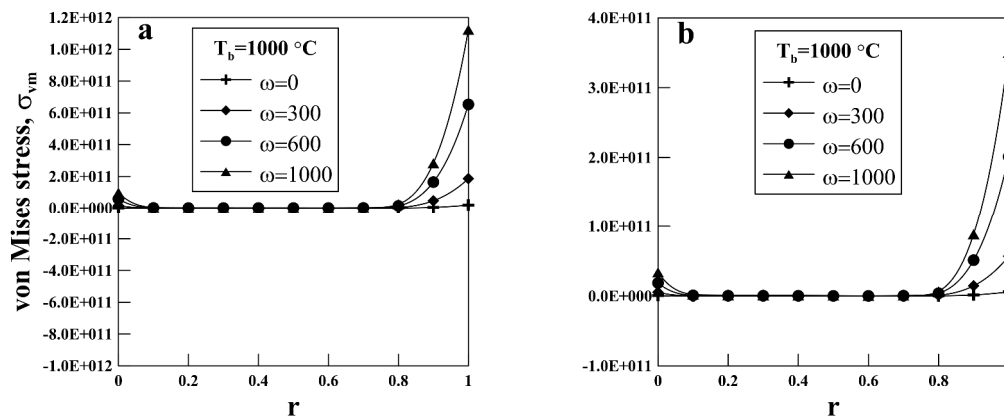 a
T_b=1000 °C
ω=0
ω=300
ω=600
ω=1000
von Mises stress, σ_vm
1.2E+012
1.0E+012
8.0E+011
6.0E+011
4.0E+011
2.0E+011
0.0E+000
-2.0E+011
-4.0E+011
-6.0E+011
-8.0E+011
-1.0E+012
0 0.2 0.4 0.6 0.8 1
r
b
T_b=1000 °C
ω=0
ω=300
ω=600
ω=1000
4.0E+011
3.0E+011
2.0E+011
1.0E+011
0.0E+000
-1.0E+011
0 0.2 0.4 0.6 0.8
r